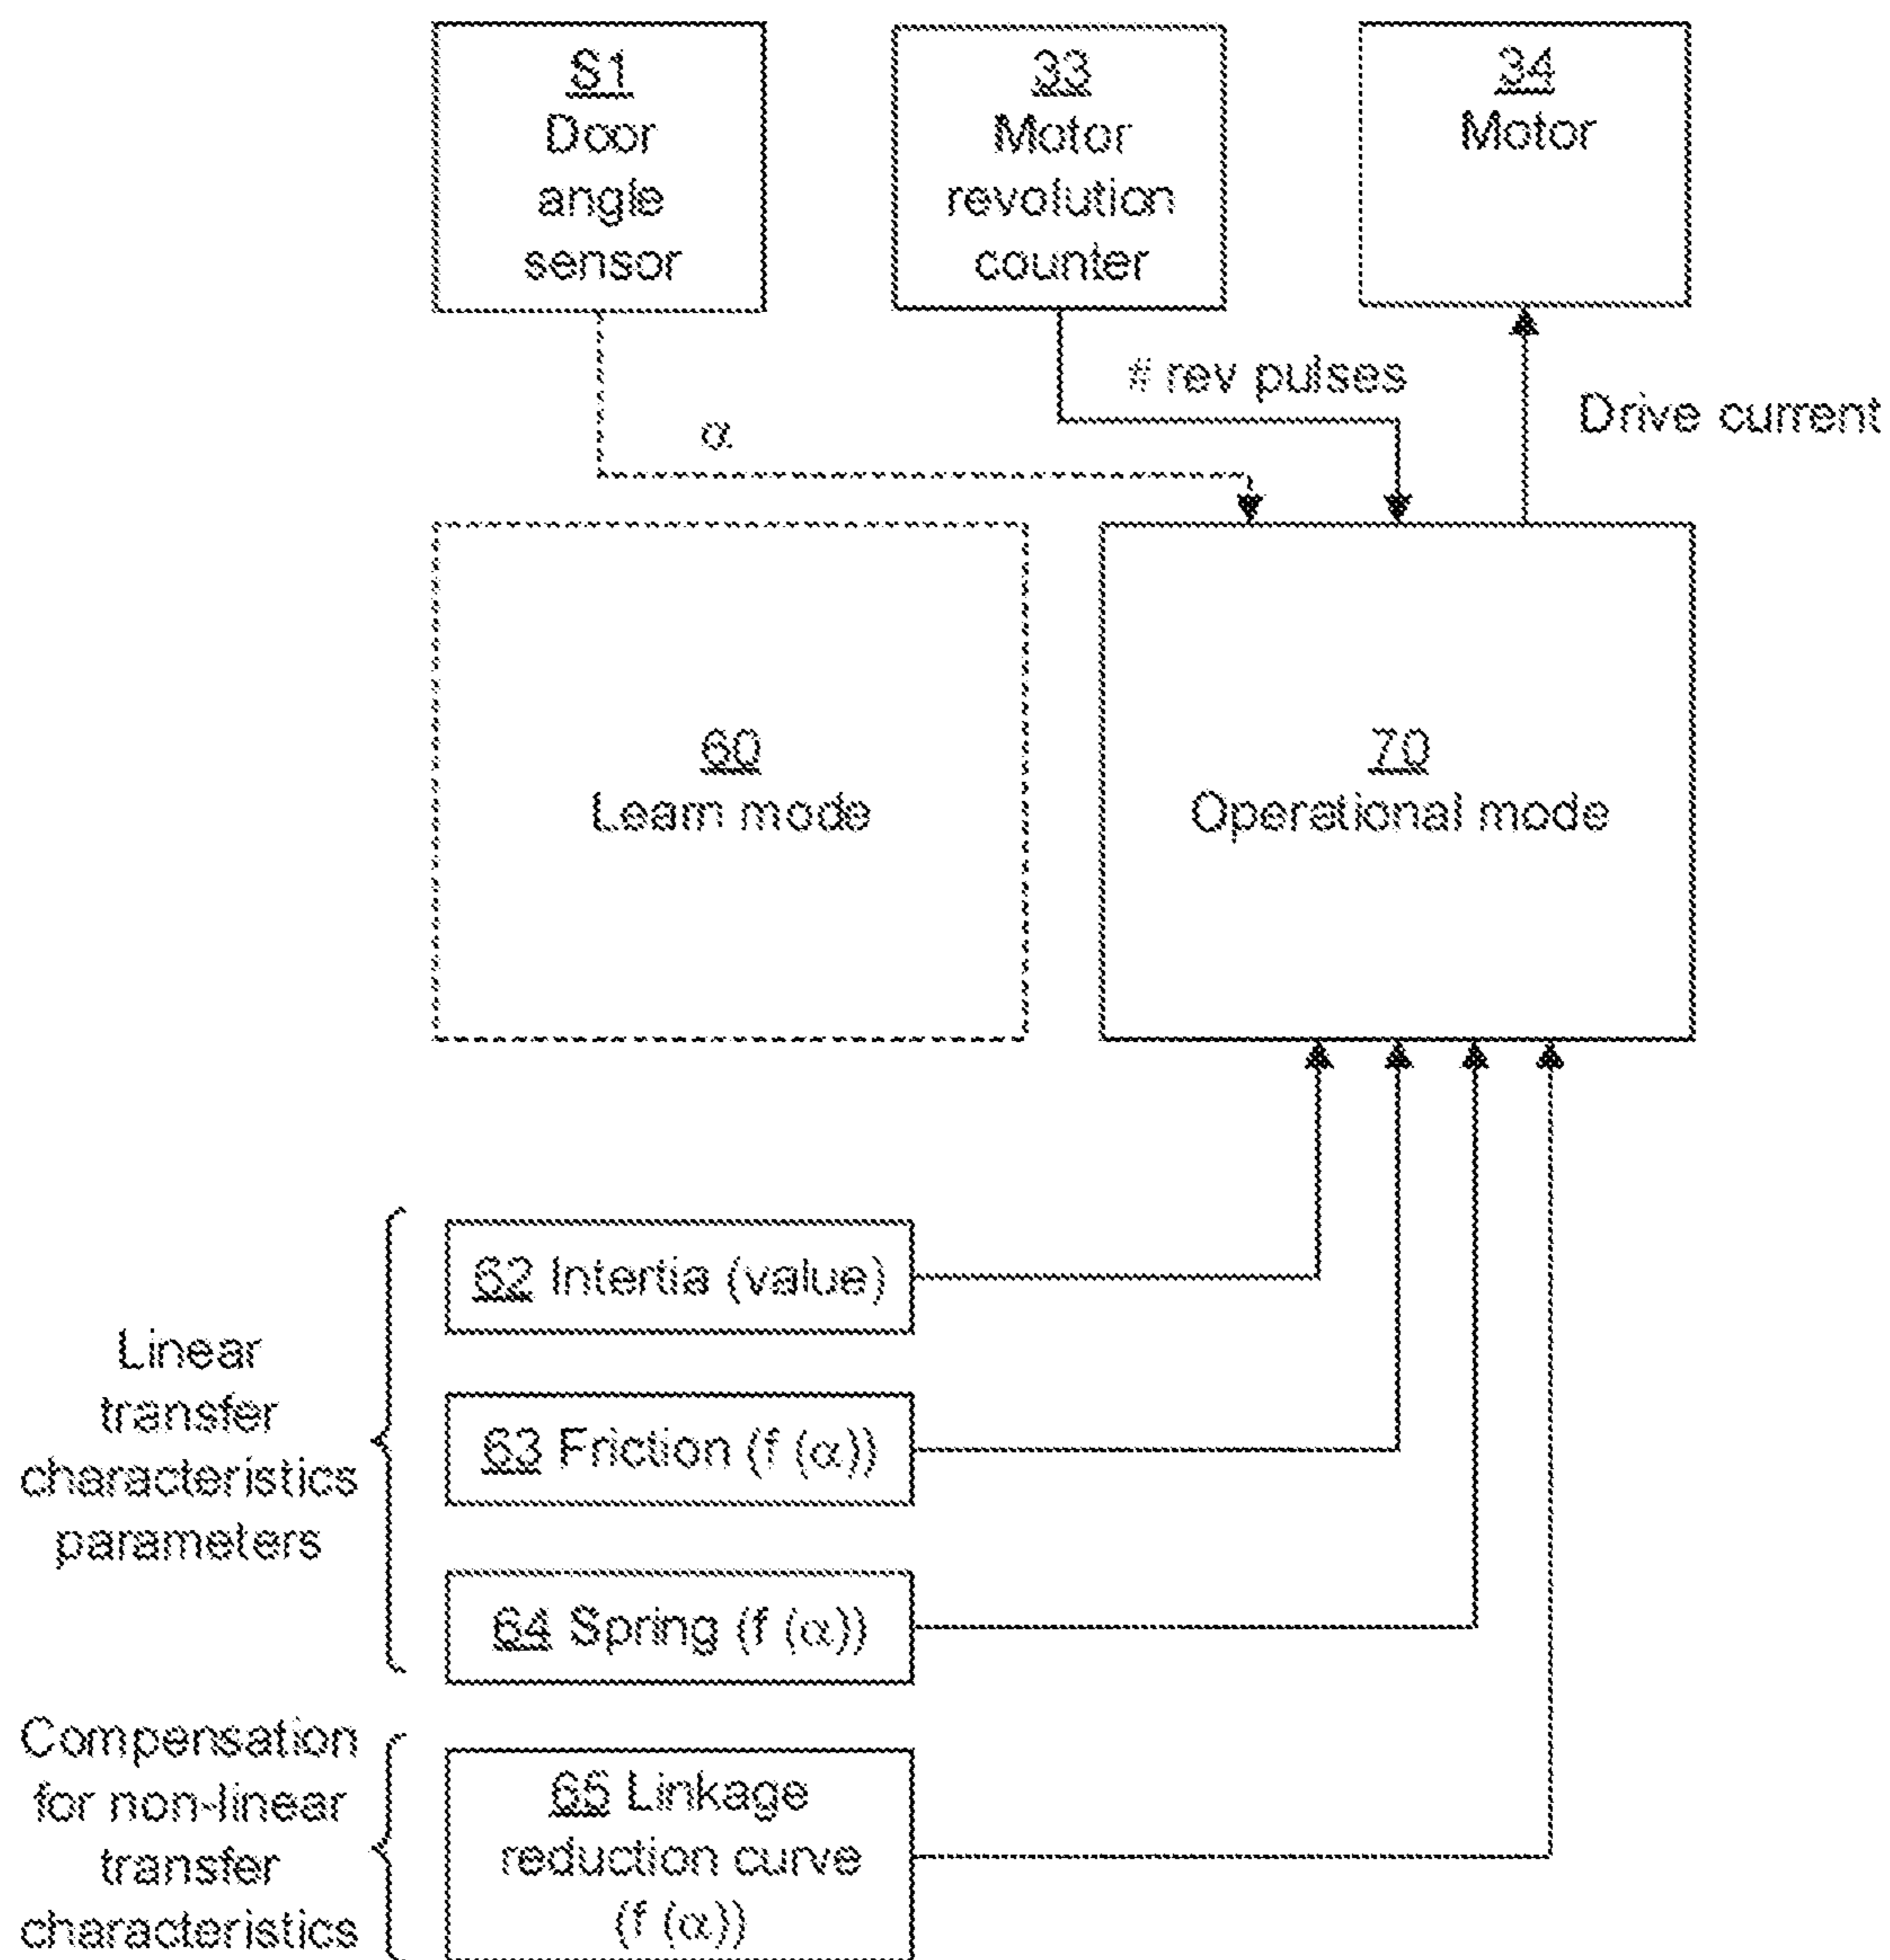 S1
Door
angle
sensor
33
Motor
revolution
counter
34
Motor
# rev pulses
Drive current
α
60
Learn mode
70
Operational mode
Linear
transfer
characteristics
parameters
62 Intertia (value)
63 Friction (f (α))
64 Spring (f (α))
Compensation
for non-linear
transfer
characteristics
65 Linkage
reduction curve
(f (α))